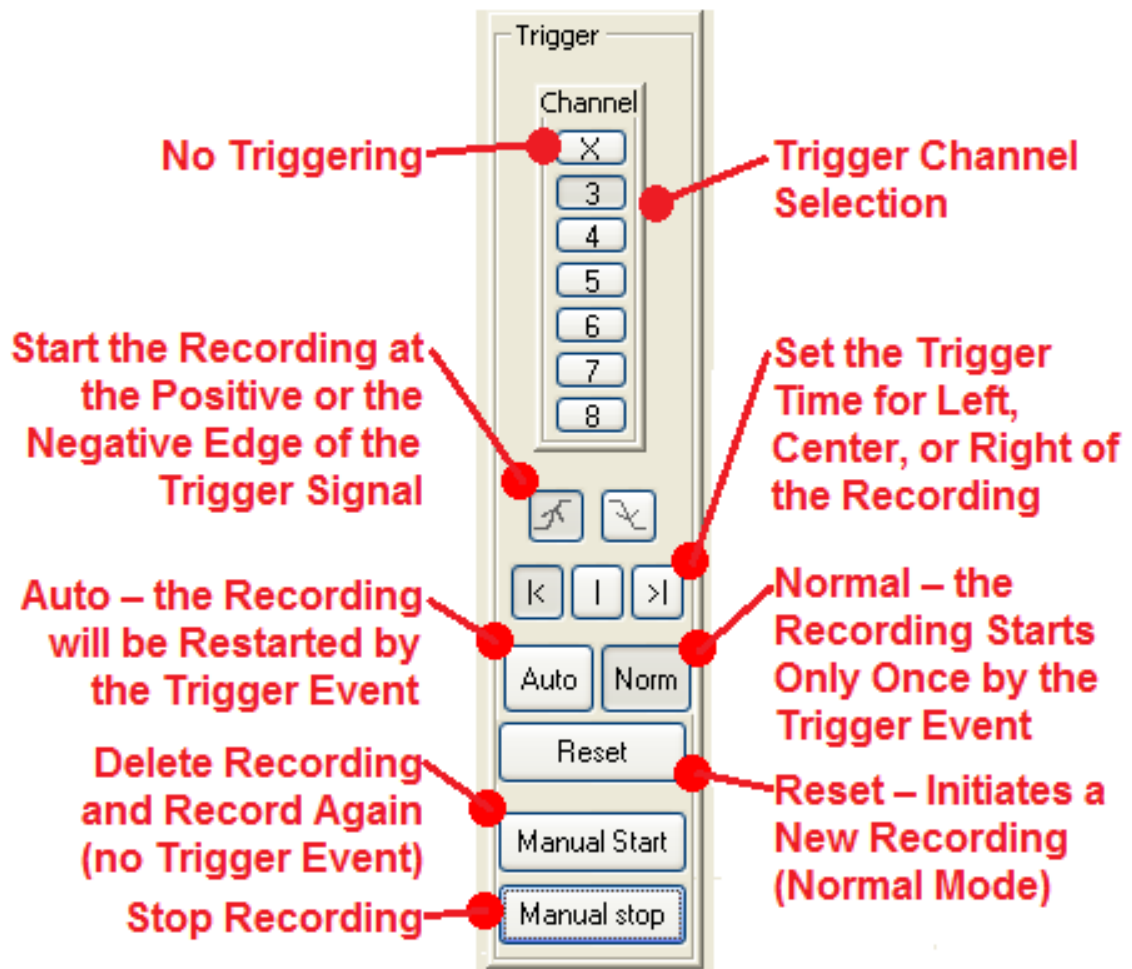 Trigger
Channel
X
3
4
5
6
7
8
|<
|
>|
Auto
Norm
Reset
Manual Start
Manual stop
No Triggering
Trigger Channel
Selection
Start the Recording at
the Positive or the
Negative Edge of the
Trigger Signal
Set the Trigger
Time for Left,
Center, or Right of
the Recording
Auto – the Recording
will be Restarted by
the Trigger Event
Normal – the
Recording Starts
Only Once by the
Trigger Event
Delete Recording
and Record Again
(no Trigger Event)
Reset – Initiates a
New Recording
(Normal Mode)
Stop Recording